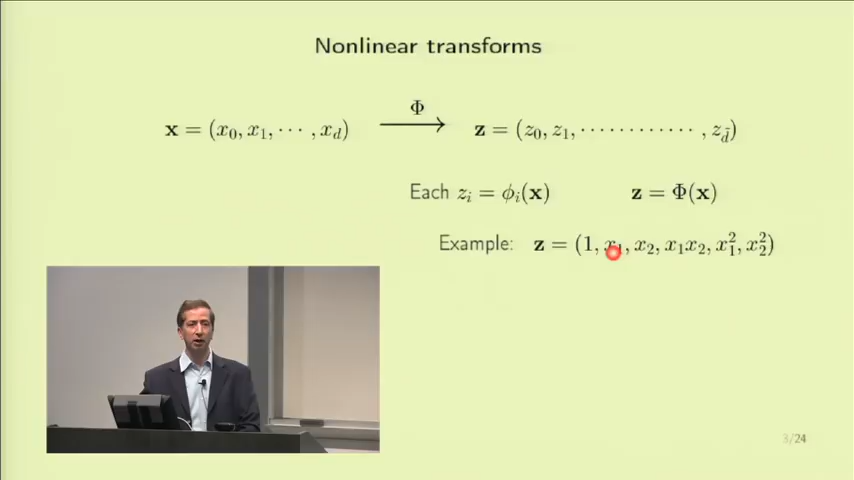 Nonlinear transforms
x = (x₀, x₁, ⋯ , x_d) —Φ→ z = (z₀, z₁, ⋯⋯⋯⋯ , z_d̃)
Each zᵢ = ϕᵢ(x) z = Φ(x)
Example: z = (1, x₁, x₂, x₁x₂, x₁², x₂²)
3/24